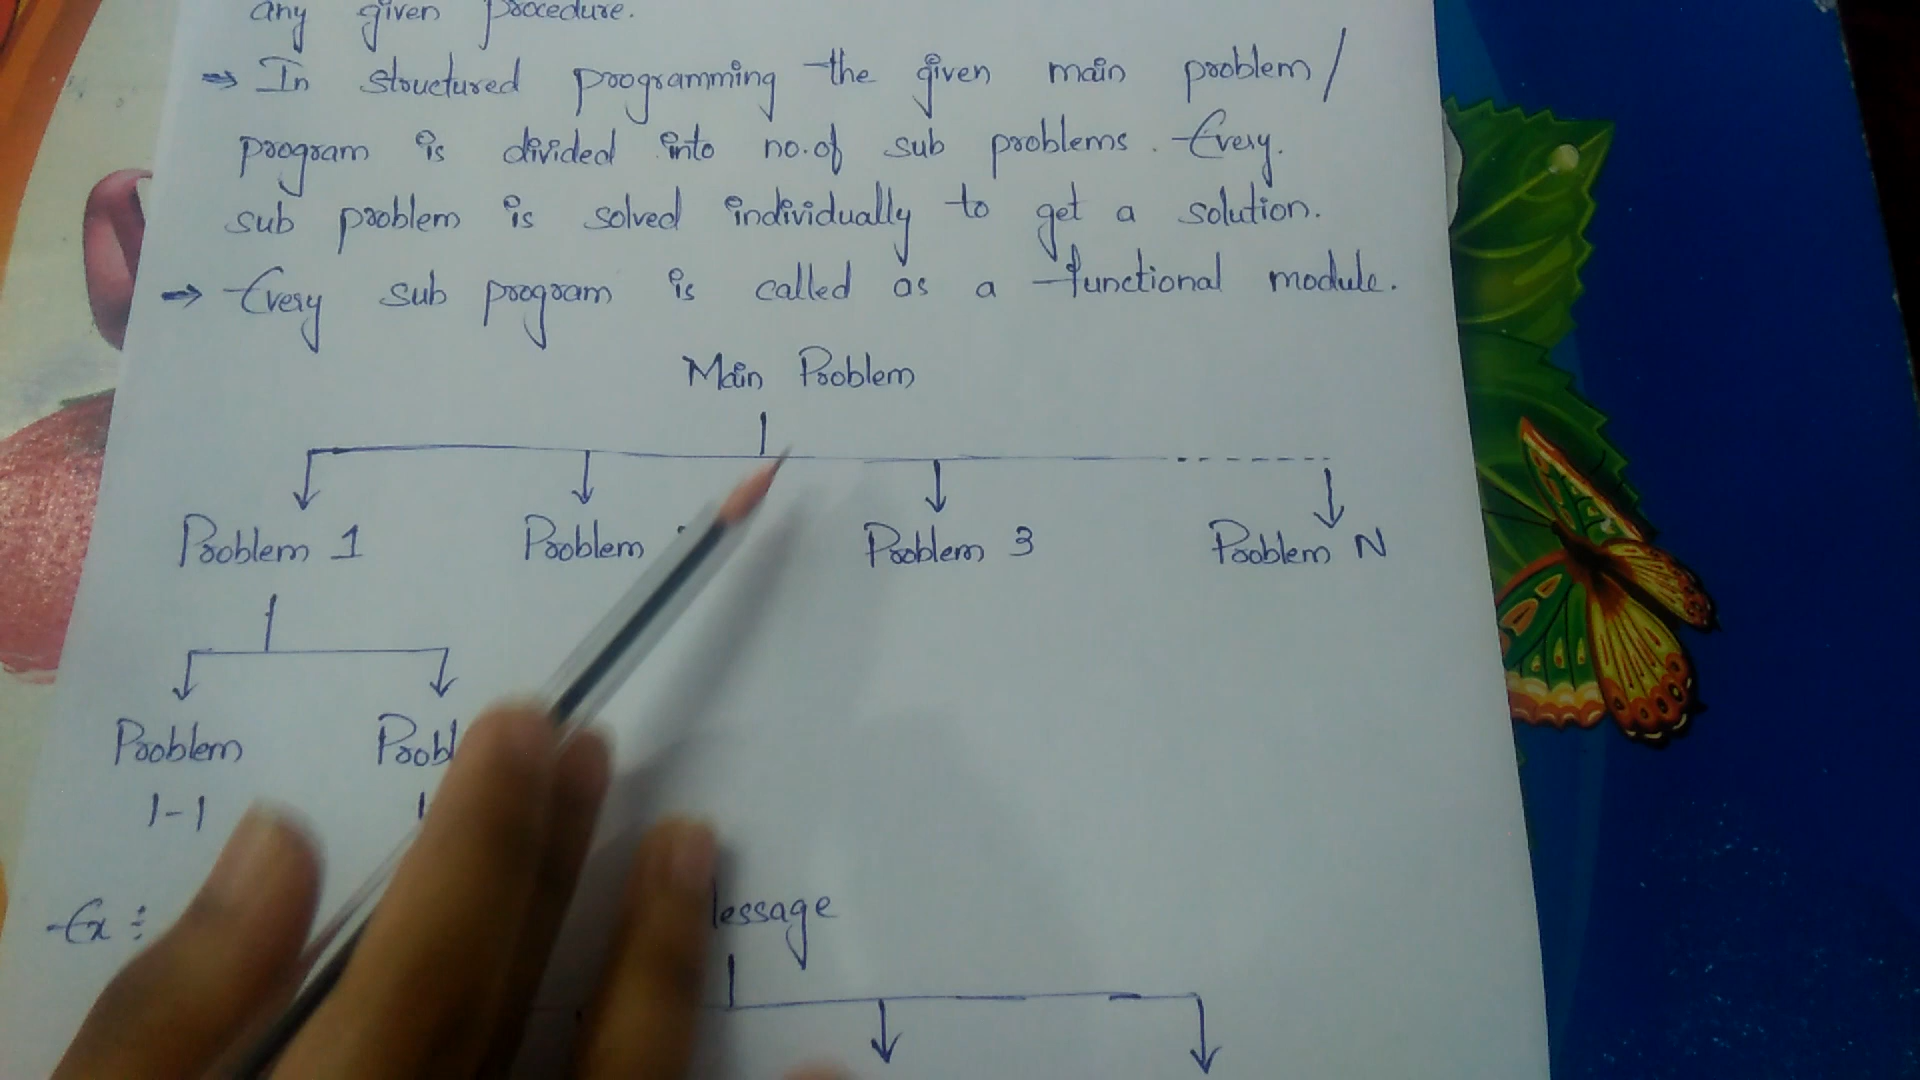 any given procedure.
⇒ In structured programming the given main problem/
program is divided into no.of sub problems. Every.
sub problem is solved individually to get a solution.
⇒ Every sub program is called as a functional module.
Main Problem
Problem 1 Problem Problem 3 Problem N
Problem
1-1
Ex :